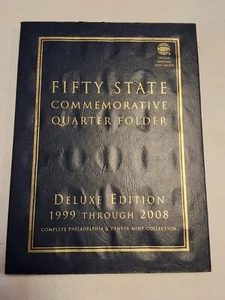 FIFTY STATE
COMMEMORATIVE
QUARTER FOLDER
DELUXE EDITION
1999 THROUGH 2008
COMPLETE PHILADELPHIA & DENVER MINT COLLECTION